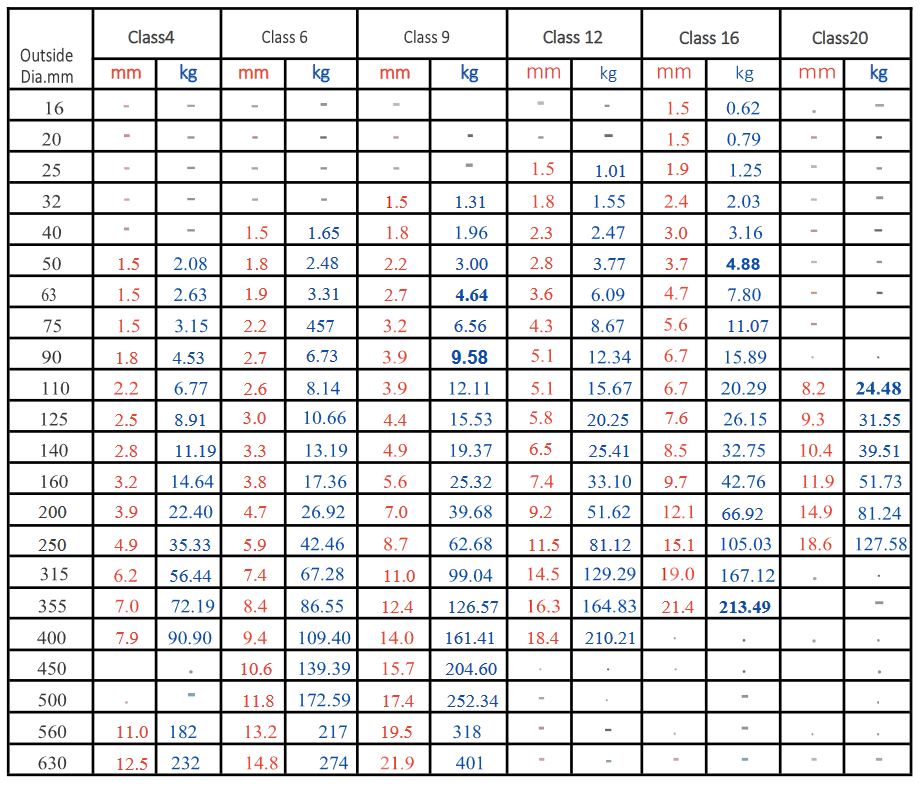 Outside Dia.mm Class4 Class 6 Class 9 Class 12 Class 16 Class20
mm kg mm kg mm kg mm kg mm kg mm kg
16 - - - - - - - 1.5 0.62 . -
20 - - - - - - - - 1.5 0.79 - -
25 - - - - - - 1.5 1.01 1.9 1.25 - -
32 - - - - 1.5 1.31 1.8 1.55 2.4 2.03 - -
40 - - 1.5 1.65 1.8 1.96 2.3 2.47 3.0 3.16 - -
50 1.5 2.08 1.8 2.48 2.2 3.00 2.8 3.77 3.7 4.88 - -
63 1.5 2.63 1.9 3.31 2.7 4.64 3.6 6.09 4.7 7.80 - -
75 1.5 3.15 2.2 457 3.2 6.56 4.3 8.67 5.6 11.07 -
90 1.8 4.53 2.7 6.73 3.9 9.58 5.1 12.34 6.7 15.89 . .
110 2.2 6.77 2.6 8.14 3.9 12.11 5.1 15.67 6.7 20.29 8.2 24.48
125 2.5 8.91 3.0 10.66 4.4 15.53 5.8 20.25 7.6 26.15 9.3 31.55
140 2.8 11.19 3.3 13.19 4.9 19.37 6.5 25.41 8.5 32.75 10.4 39.51
160 3.2 14.64 3.8 17.36 5.6 25.32 7.4 33.10 9.7 42.76 11.9 51.73
200 3.9 22.40 4.7 26.92 7.0 39.68 9.2 51.62 12.1 66.92 14.9 81.24
250 4.9 35.33 5.9 42.46 8.7 62.68 11.5 81.12 15.1 105.03 18.6 127.58
315 6.2 56.44 7.4 67.28 11.0 99.04 14.5 129.29 19.0 167.12 . .
355 7.0 72.19 8.4 86.55 12.4 126.57 16.3 164.83 21.4 213.49 -
400 7.9 90.90 9.4 109.40 14.0 161.41 18.4 210.21 . . . .
450 . 10.6 139.39 15.7 204.60 . . . . . .
500 . - 11.8 172.59 17.4 252.34 - . - . .
560 11.0 182 13.2 217 19.5 318 - - . - . .
630 12.5 232 14.8 274 21.9 401 - - - - - -